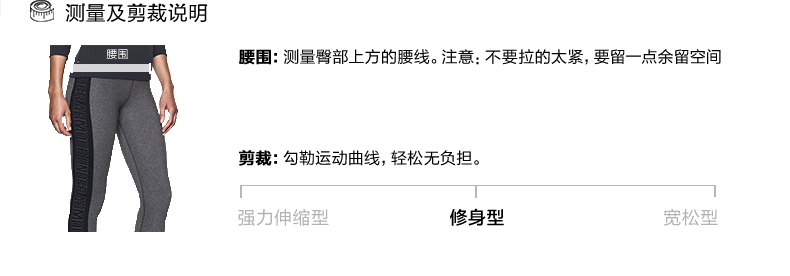 测量及剪裁说明
腰围
腰围：测量臀部上方的腰线。注意：不要拉的太紧，要留一点余留空间
剪裁：勾勒运动曲线，轻松无负担。
强力伸缩型 修身型 宽松型